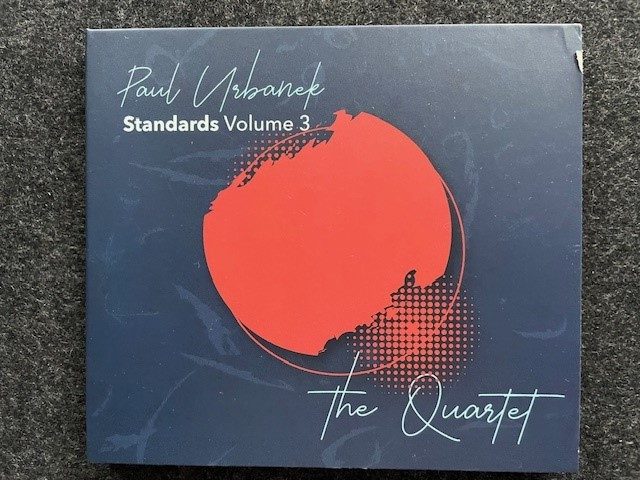 Paul Urbanek
Standards Volume 3
the Quartet